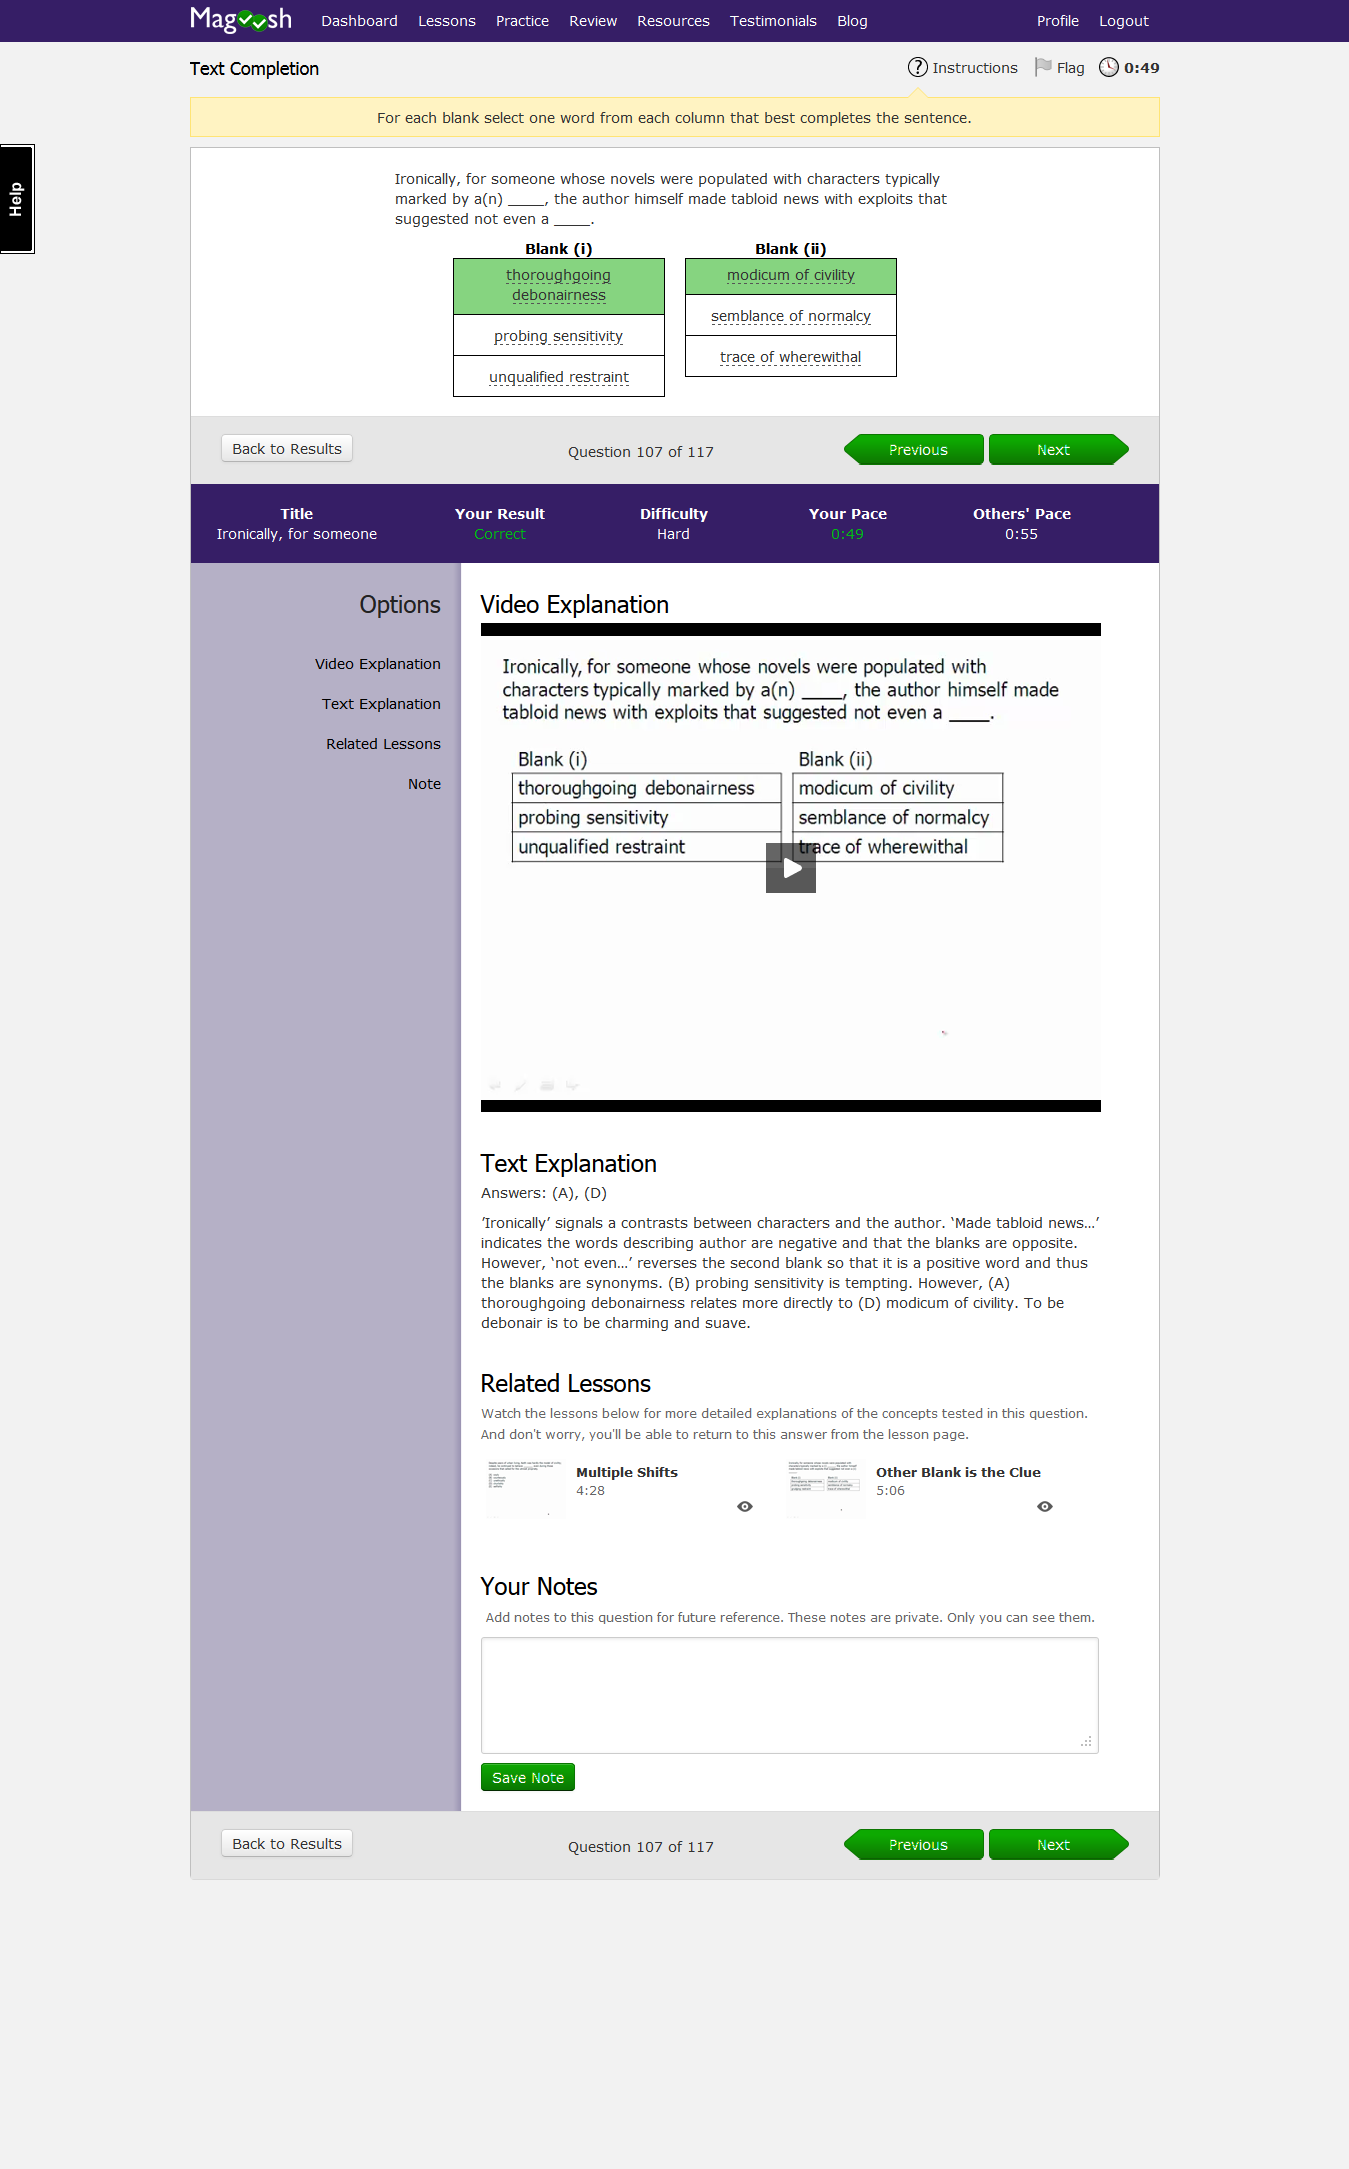 Magoosh Dashboard Lessons Practice Review Resources Testimonials Blog Profile Logout
Text Completion
Instructions Flag 0:49
For each blank select one word from each column that best completes the sentence.
Help
Ironically, for someone whose novels were populated with characters typically
marked by a(n) ____, the author himself made tabloid news with exploits that
suggested not even a ____.
Blank (i) Blank (ii)
thoroughgoing
debonairness
probing sensitivity
unqualified restraint
modicum of civility
semblance of normalcy
trace of wherewithal
Back to Results Question 107 of 117 Previous Next
Title Your Result Difficulty Your Pace Others' Pace
Ironically, for someone Correct Hard 0:49 0:55
Options
Video Explanation
Text Explanation
Related Lessons
Note
Video Explanation
Ironically, for someone whose novels were populated with
characters typically marked by a(n) ____, the author himself made
tabloid news with exploits that suggested not even a ____.
Blank (i) Blank (ii)
thoroughgoing debonairness modicum of civility
probing sensitivity semblance of normalcy
unqualified restraint trace of wherewithal
Text Explanation
Answers: (A), (D)
'Ironically’ signals a contrasts between characters and the author. ‘Made tabloid news…’
indicates the words describing author are negative and that the blanks are opposite.
However, ‘not even…’ reverses the second blank so that it is a positive word and thus
the blanks are synonyms. (B) probing sensitivity is tempting. However, (A)
thoroughgoing debonairness relates more directly to (D) modicum of civility. To be
debonair is to be charming and suave.
Related Lessons
Watch the lessons below for more detailed explanations of the concepts tested in this question.
And don't worry, you'll be able to return to this answer from the lesson page.
Multiple Shifts
4:28
Other Blank is the Clue
5:06
Your Notes
Add notes to this question for future reference. These notes are private. Only you can see them.
Save Note
Back to Results Question 107 of 117 Previous Next